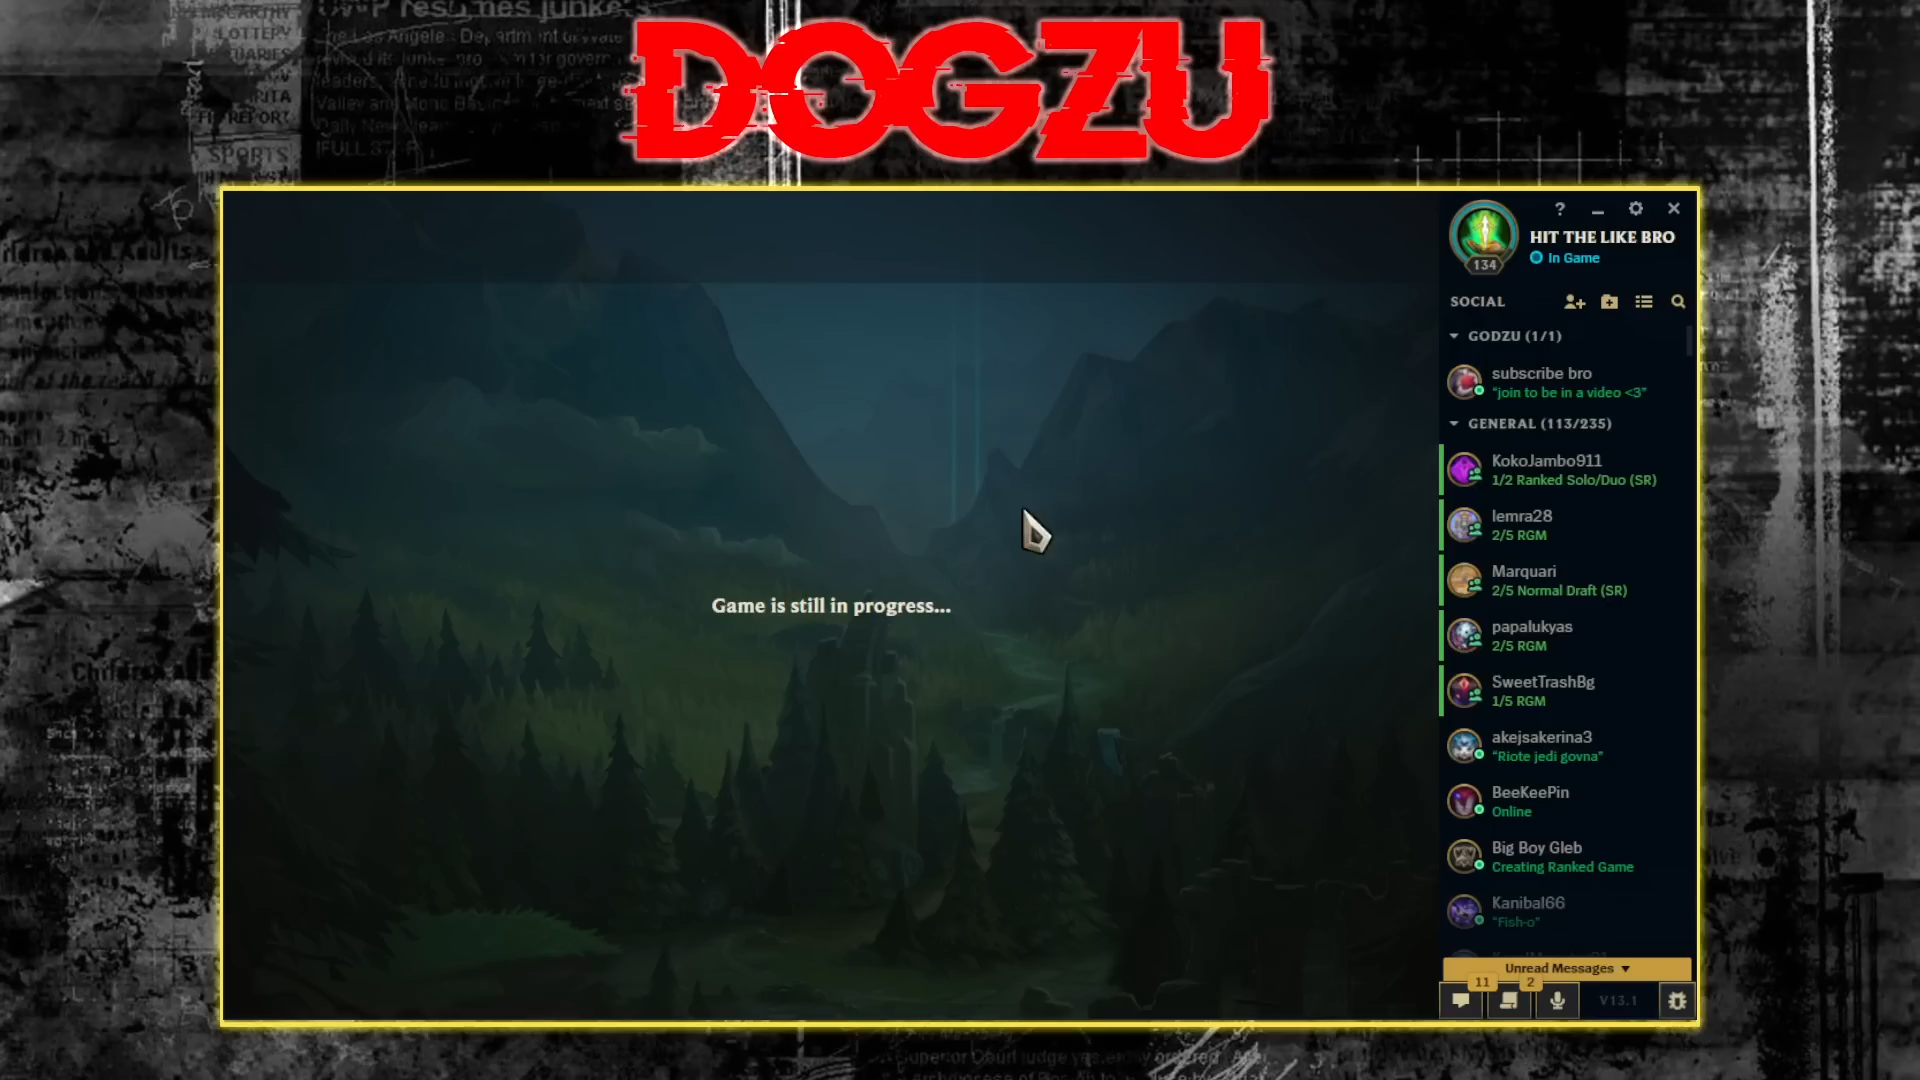 DOGZU
HIT THE LIKE BRO
In Game
134
SOCIAL
GODZU (1/1)
subscribe bro
"join to be in a video <3"
GENERAL (113/235)
KokoJambo911
1/2 Ranked Solo/Duo (SR)
lemra28
2/5 RGM
Marquari
2/5 Normal Draft (SR)
papalukyas
2/5 RGM
SweetTrashBg
1/5 RGM
akejsakerina3
"Riote jedi govna"
BeeKeePin
Online
Big Boy Gleb
Creating Ranked Game
Kanibal66
"Fish-o"
Game is still in progress...
Unread Messages
11
2
V13.1
LOTTERY
SPORTS